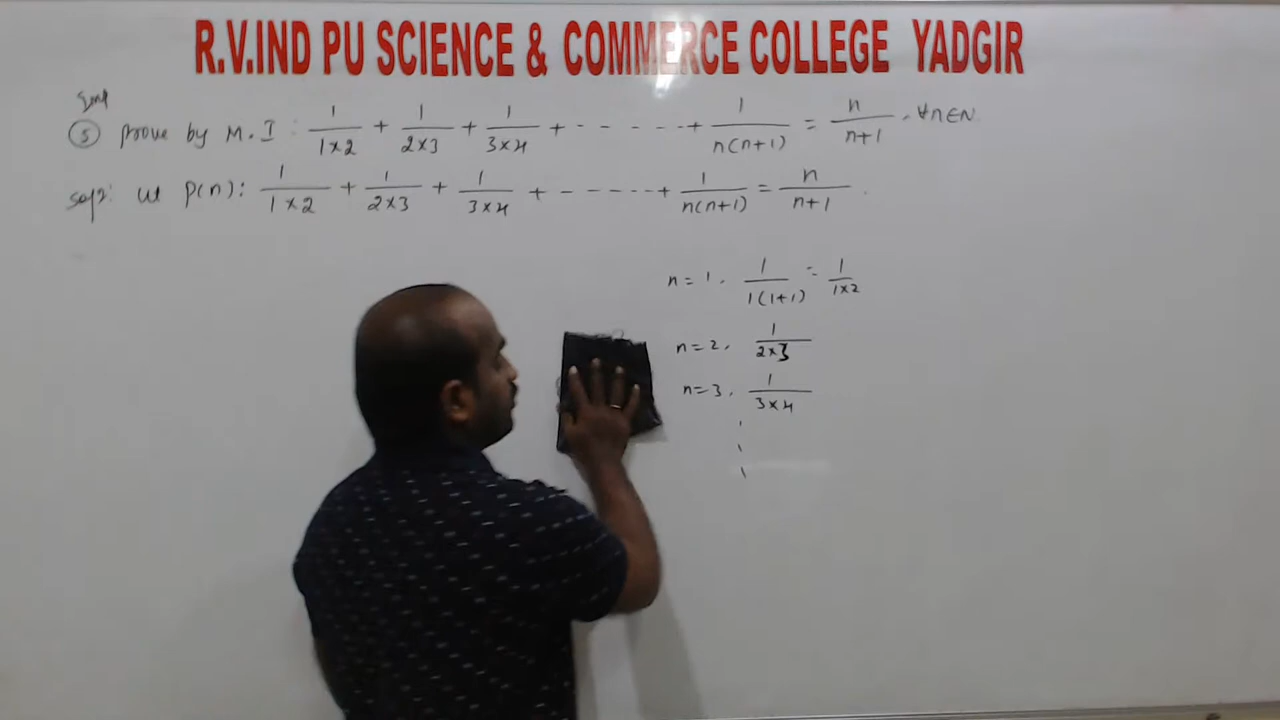 R.V.IND PU SCIENCE & COMMERCE COLLEGE YADGIR
Imp
⑤ prove by M.I : 1/(1×2) + 1/(2×3) + 1/(3×4) + - - - - - - + 1/(n(n+1)) = n/(n+1) , ∀n∈N
P(n): 1/(1×2) + 1/(2×3) + 1/(3×4) + - - - - - - + 1/(n(n+1)) = n/(n+1) .
n = 1, 1/(1(1+1)) = 1/(1×2)
n = 2, 1/(2×3)
n = 3, 1/(3×4)